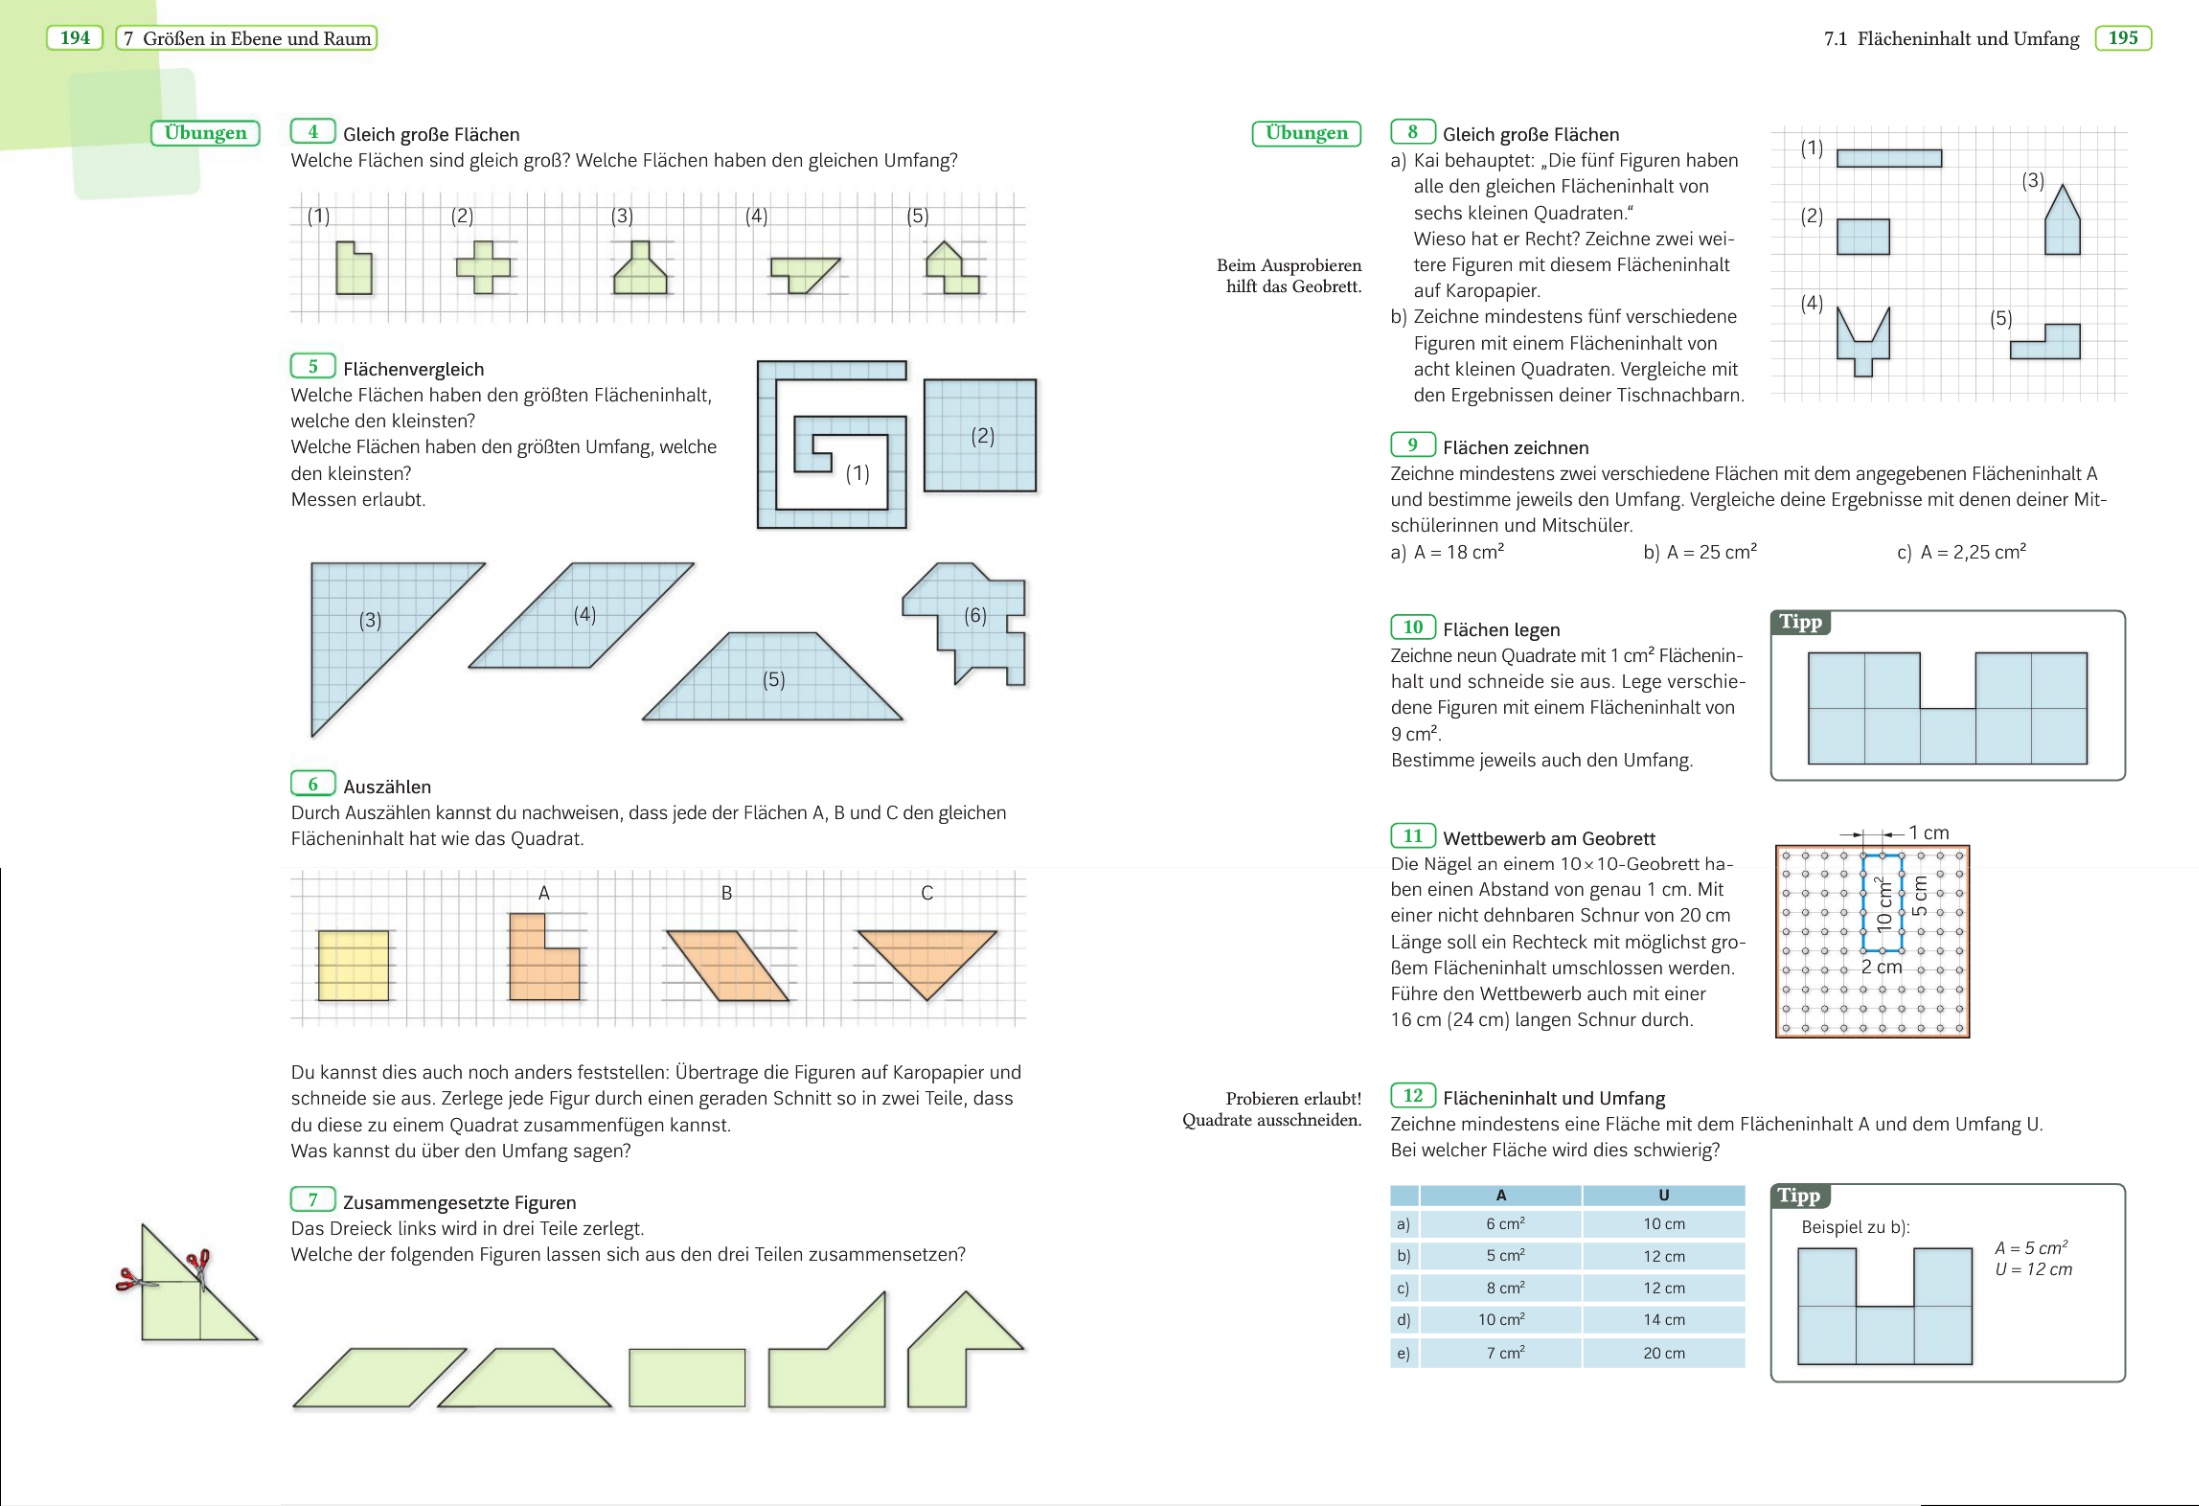 194 7 Größen in Ebene und Raum
Übungen
4 Gleich große Flächen
Welche Flächen sind gleich groß? Welche Flächen haben den gleichen Umfang?
(1) (2) (3) (4) (5)
5 Flächenvergleich
Welche Flächen haben den größten Flächeninhalt,
welche den kleinsten?
Welche Flächen haben den größten Umfang, welche
den kleinsten?
Messen erlaubt.
(1)
(2)
(3)
(4)
(5)
(6)
6 Auszählen
Durch Auszählen kannst du nachweisen, dass jede der Flächen A, B und C den gleichen
Flächeninhalt hat wie das Quadrat.
A B C
Du kannst dies auch noch anders feststellen: Übertrage die Figuren auf Karopapier und
schneide sie aus. Zerlege jede Figur durch einen geraden Schnitt so in zwei Teile, dass
du diese zu einem Quadrat zusammenfügen kannst.
Was kannst du über den Umfang sagen?
7 Zusammengesetzte Figuren
Das Dreieck links wird in drei Teile zerlegt.
Welche der folgenden Figuren lassen sich aus den drei Teilen zusammensetzen?
7.1 Flächeninhalt und Umfang 195
Übungen
8 Gleich große Flächen
a) Kai behauptet: „Die fünf Figuren haben
alle den gleichen Flächeninhalt von
sechs kleinen Quadraten.“
Wieso hat er Recht? Zeichne zwei wei-
tere Figuren mit diesem Flächeninhalt
auf Karopapier.
Beim Ausprobieren
hilft das Geobrett.
b) Zeichne mindestens fünf verschiedene
Figuren mit einem Flächeninhalt von
acht kleinen Quadraten. Vergleiche mit
den Ergebnissen deiner Tischnachbarn.
(1)
(2)
(3)
(4)
(5)
9 Flächen zeichnen
Zeichne mindestens zwei verschiedene Flächen mit dem angegebenen Flächeninhalt A
und bestimme jeweils den Umfang. Vergleiche deine Ergebnisse mit denen deiner Mit-
schülerinnen und Mitschüler.
a) A = 18 cm² b) A = 25 cm² c) A = 2,25 cm²
10 Flächen legen
Zeichne neun Quadrate mit 1 cm² Flächenin-
halt und schneide sie aus. Lege verschie-
dene Figuren mit einem Flächeninhalt von
9 cm².
Bestimme jeweils auch den Umfang.
Tipp
11 Wettbewerb am Geobrett
Die Nägel an einem 10×10-Geobrett ha-
ben einen Abstand von genau 1 cm. Mit
einer nicht dehnbaren Schnur von 20 cm
Länge soll ein Rechteck mit möglichst gro-
ßem Flächeninhalt umschlossen werden.
Führe den Wettbewerb auch mit einer
16 cm (24 cm) langen Schnur durch.
1 cm
10 cm²
5 cm
2 cm
Probieren erlaubt!
Quadrate ausschneiden.
12 Flächeninhalt und Umfang
Zeichne mindestens eine Fläche mit dem Flächeninhalt A und dem Umfang U.
Bei welcher Fläche wird dies schwierig?
A U
a) 6 cm² 10 cm
b) 5 cm² 12 cm
c) 8 cm² 12 cm
d) 10 cm² 14 cm
e) 7 cm² 20 cm
Tipp
Beispiel zu b):
A = 5 cm²
U = 12 cm